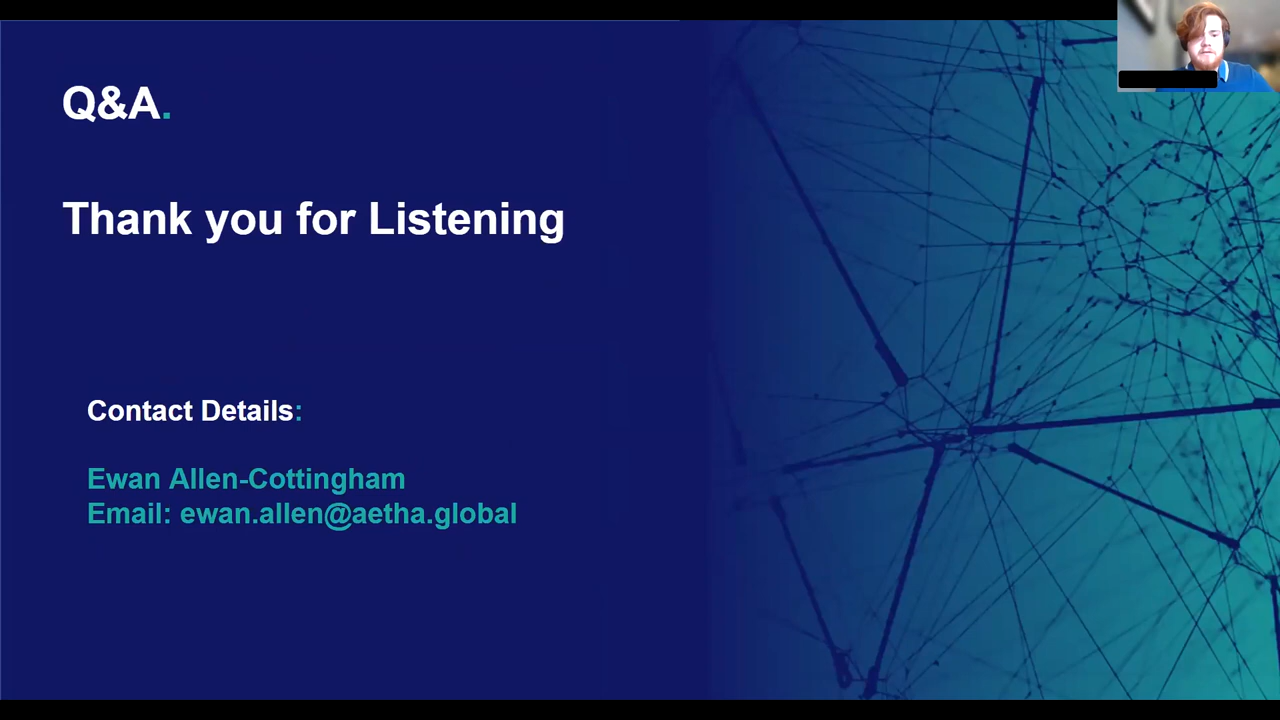 Q&A.
Thank you for Listening
Contact Details:
Ewan Allen-Cottingham
Email: ewan.allen@aetha.global